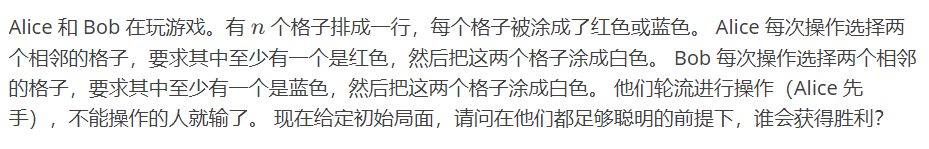 Alice 和 Bob 在玩游戏。有 n 个格子排成一行，每个格子被涂成了红色或蓝色。 Alice 每次操作选择两
个相邻的格子，要求其中至少有一个是红色，然后把这两个格子涂成白色。 Bob 每次操作选择两个相邻
的格子，要求其中至少有一个是蓝色，然后把这两个格子涂成白色。 他们轮流进行操作（Alice 先
手），不能操作的人就输了。 现在给定初始局面，请问在他们都足够聪明的前提下，谁会获得胜利？